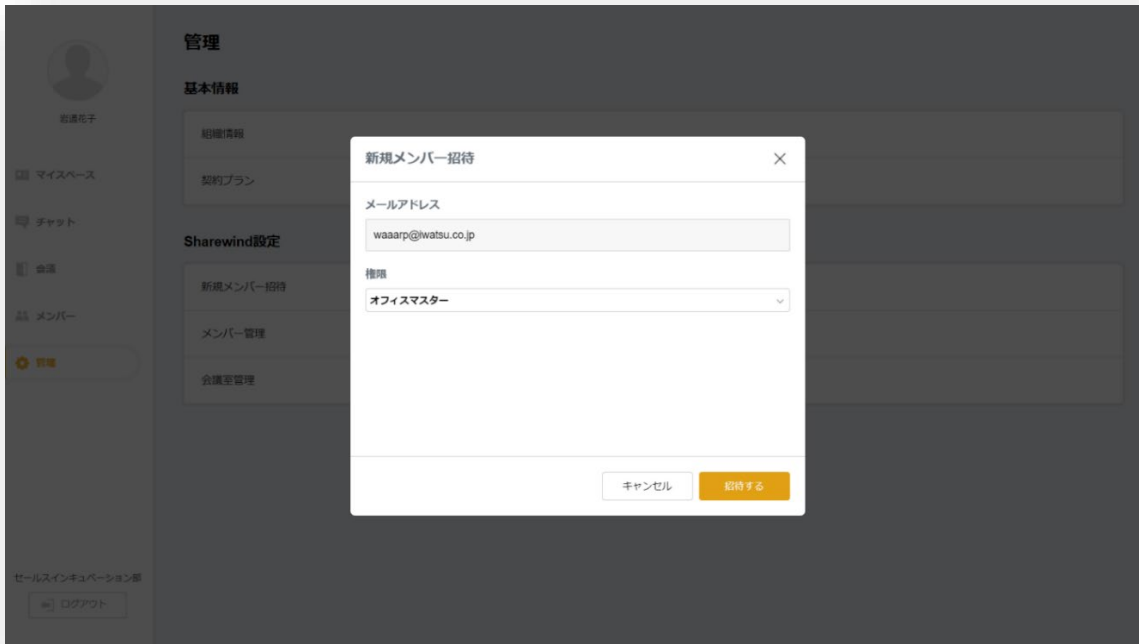 管理
基本情報
岩通花子
組織情報
契約プラン
マイスペース
チャット
会議
メンバー
管理
Sharewind設定
新規メンバー招待
メンバー管理
会議室管理
新規メンバー招待
メールアドレス
waaarp@iwatsu.co.jp
権限
オフィスマスター
キャンセル
招待する
セールスインキュベーション部
ログアウト